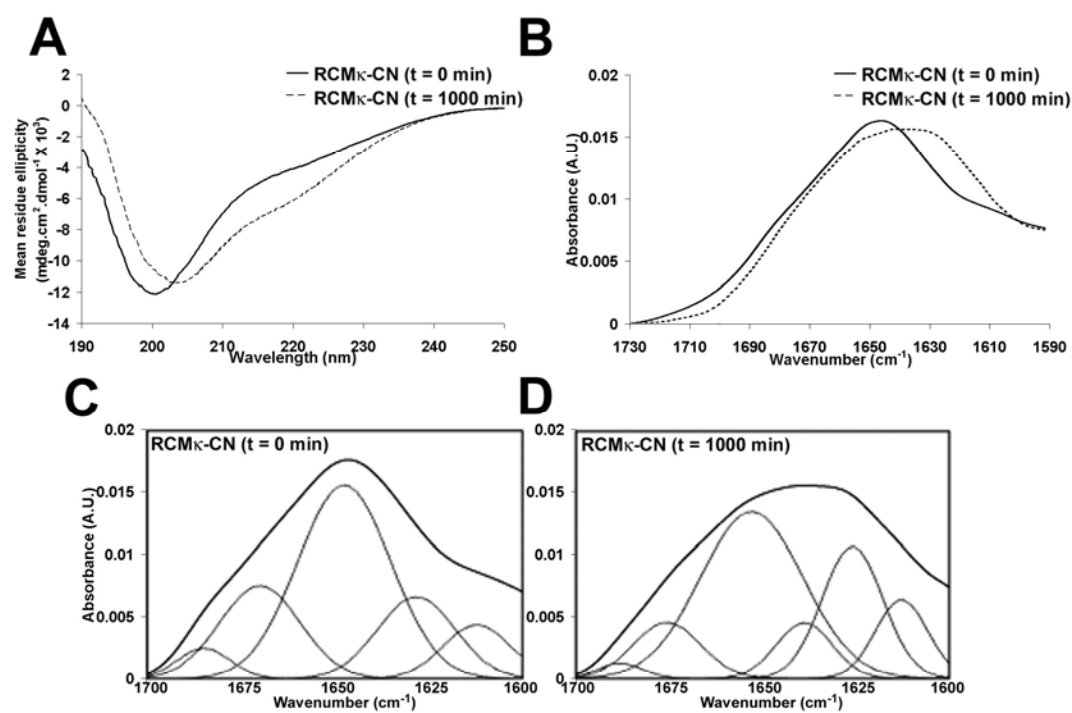 A
RCMκ-CN (t = 0 min)
RCMκ-CN (t = 1000 min)
Mean residue ellipticity
(mdeg.cm².dmol⁻¹ X 10³)
2
0
-2
-4
-6
-8
-10
-12
-14
190 200 210 220 230 240 250
Wavelength (nm)
B
RCMκ-CN (t = 0 min)
RCMκ-CN (t = 1000 min)
Absorbance (A.U.)
0.02
0.015
0.01
0.005
0
1730 1710 1690 1670 1650 1630 1610 1590
Wavenumber (cm⁻¹)
C
RCMκ-CN (t = 0 min)
Absorbance (A.U.)
0.02
0.015
0.01
0.005
0
1700 1675 1650 1625 1600
Wavenumber (cm⁻¹)
D
RCMκ-CN (t = 1000 min)
0.02
0.015
0.01
0.005
0
1700 1675 1650 1625 1600
Wavenumber (cm⁻¹)